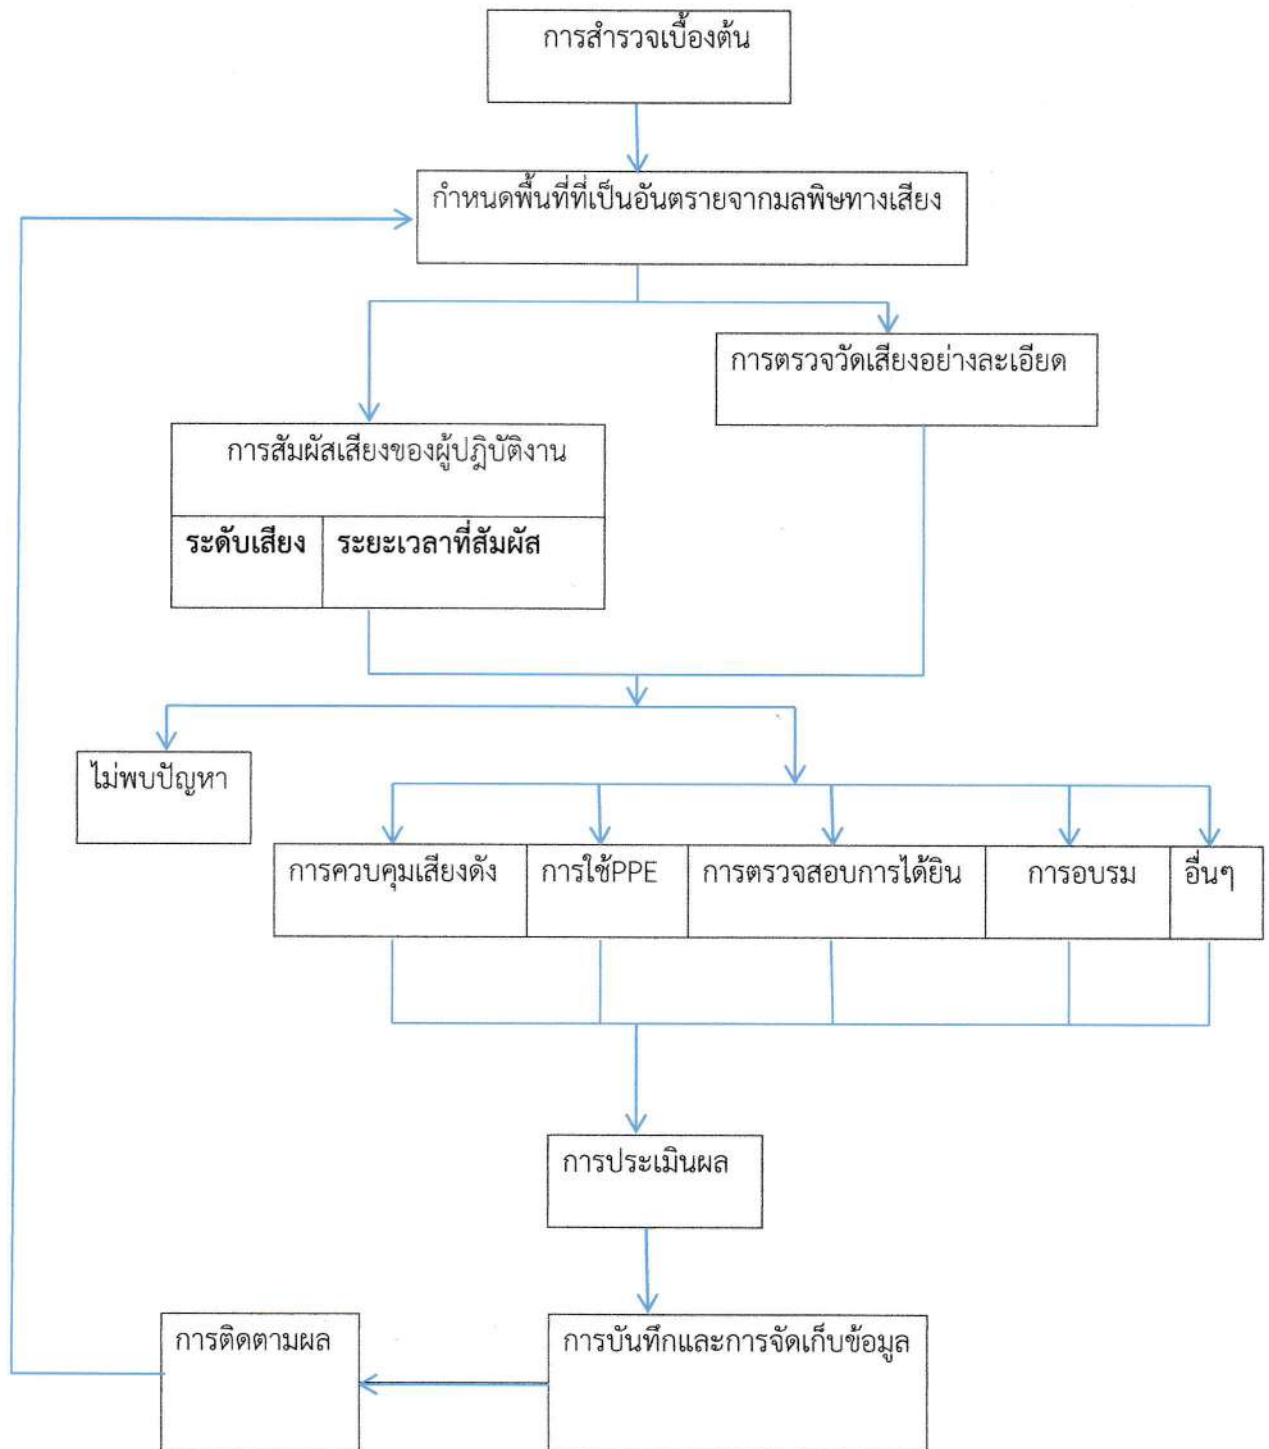 การสำรวจเบื้องต้น
กำหนดพื้นที่ที่เป็นอันตรายจากมลพิษทางเสียง
การตรวจวัดเสียงอย่างละเอียด
การสัมผัสเสียงของผู้ปฎิบัติงาน
ระดับเสียง
ระยะเวลาที่สัมผัส
ไม่พบปัญหา
การควบคุมเสียงดัง
การใช้PPE
การตรวจสอบการได้ยิน
การอบรม
อื่นๆ
การประเมินผล
การติดตามผล
การบันทึกและการจัดเก็บข้อมูล